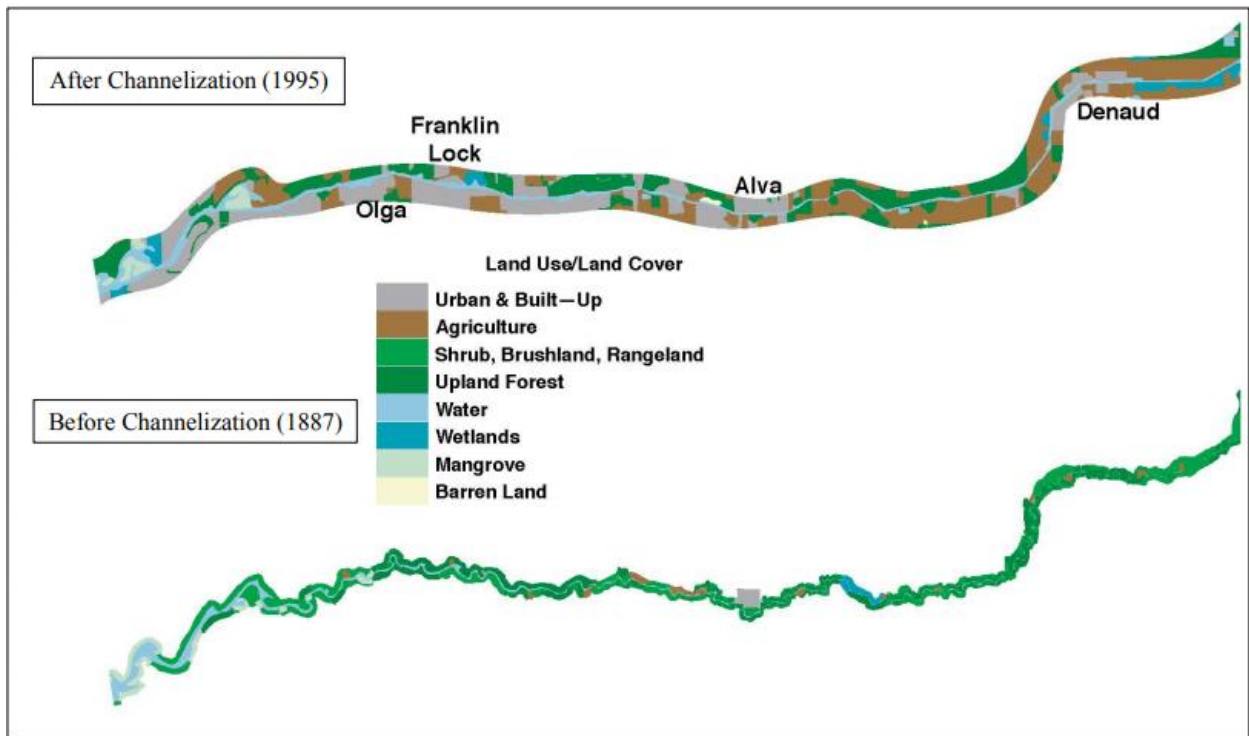 After Channelization (1995)
Franklin
Lock
Denaud
Alva
Olga
Land Use/Land Cover
Urban & Built—Up
Agriculture
Shrub, Brushland, Rangeland
Upland Forest
Before Channelization (1887)
Water
Wetlands
Mangrove
Barren Land